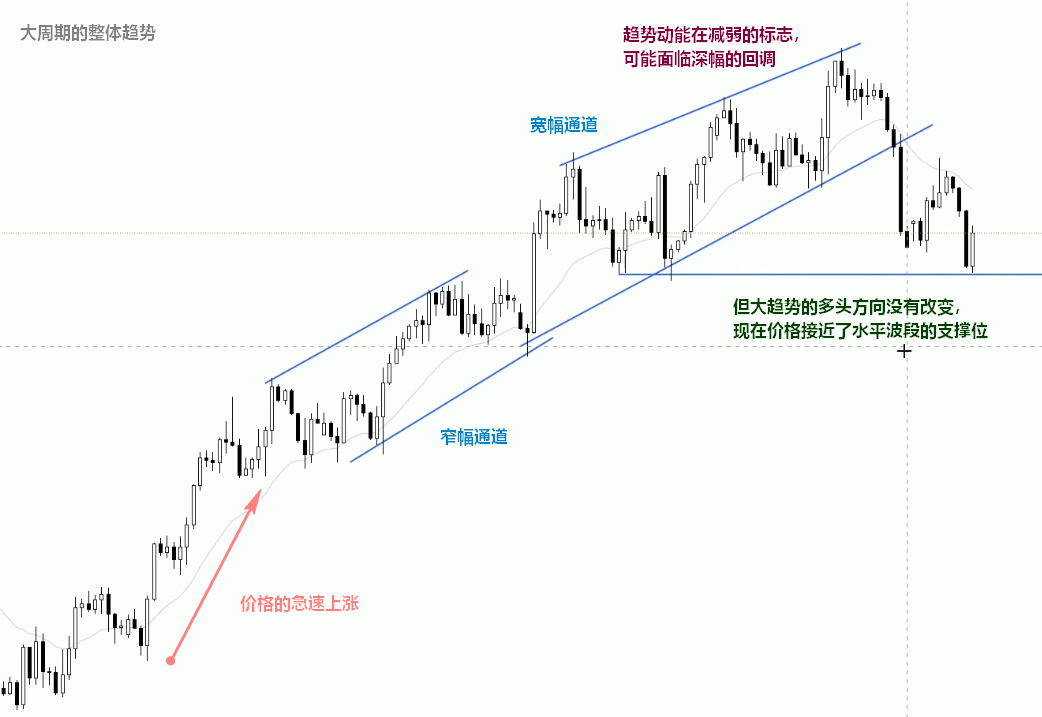 大周期的整体趋势
趋势动能在减弱的标志，
可能面临深幅的回调
宽幅通道
但大趋势的多头方向没有改变，
现在价格接近了水平波段的支撑位
窄幅通道
价格的急速上涨